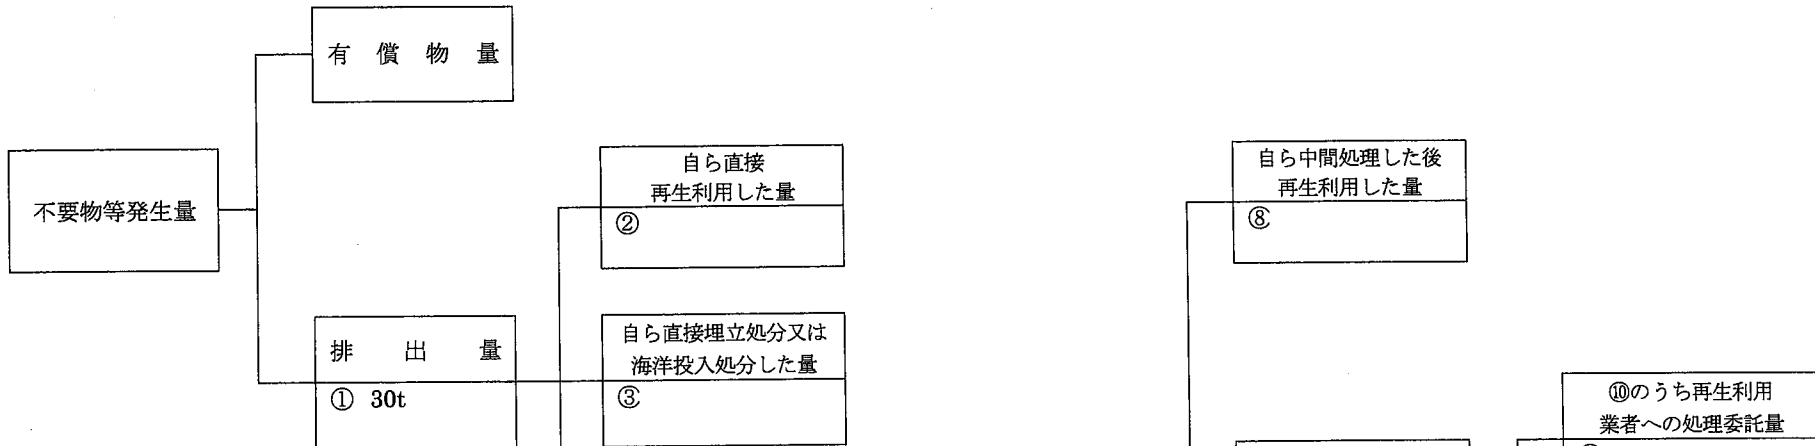 有償物量
不要物等発生量
自ら直接
再生利用した量
②
排出量
① 30t
自ら直接埋立処分又は
海洋投入処分した量
③
自ら中間処理した後
再生利用した量
⑧
⑩のうち再生利用
業者への処理委託量